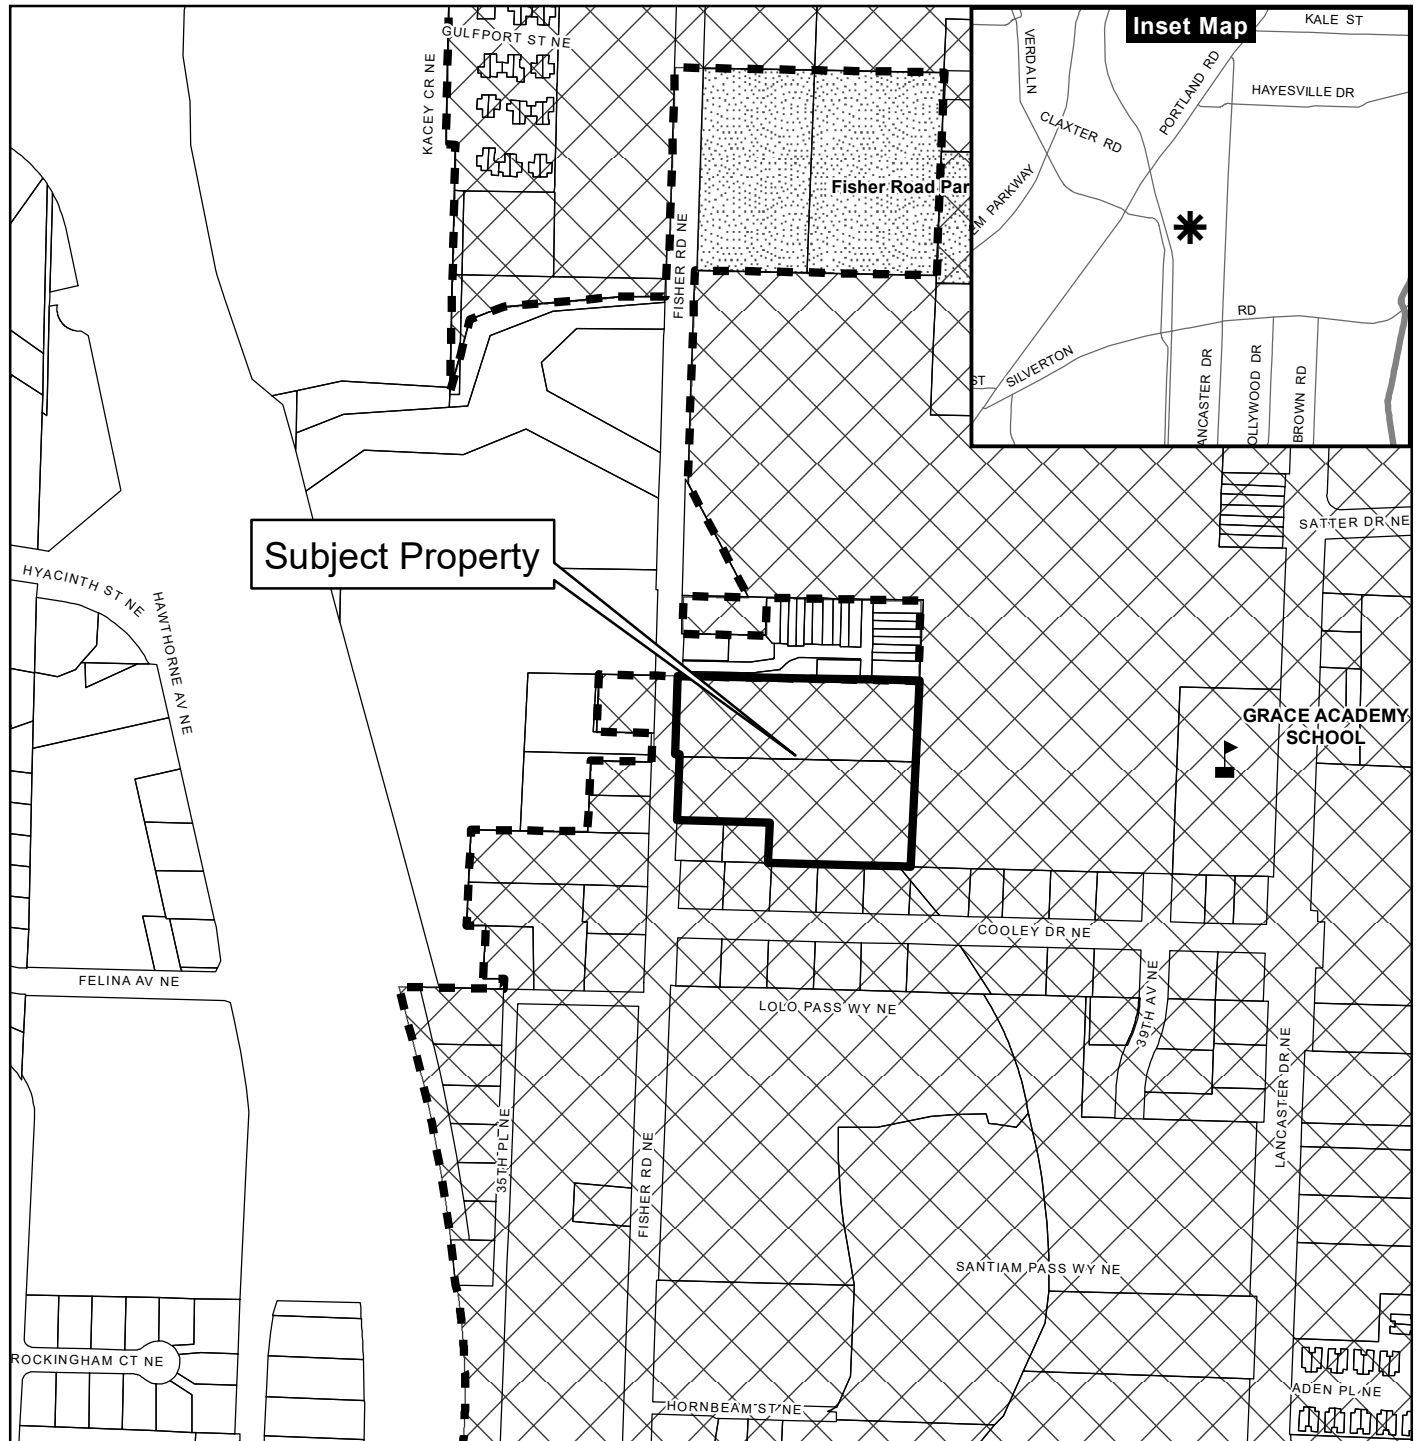 GULFPORT ST NE
KACEY CR NE
FISHER RD NE
Fisher Road Par
Inset Map
KALE ST
VERDA LN
PORTLAND RD
HAYESVILLE DR
CLAXTER RD
EM PARKWAY
RD
SILVERTON
ST
ANCASTER DR
OLLYWOOD DR
BROWN RD
SATTER DR NE
Subject Property
HYACINTH ST NE
HAWTHORNE AV NE
GRACE ACADEMY
SCHOOL
COOLEY DR NE
FELINA AV NE
LOLO PASS WY NE
39TH AV NE
LANCASTER DR NE
35TH PL NE
FISHER RD NE
SANTIAM PASS WY NE
ROCKINGHAM CT NE
ADEN PL NE
HORNBEAM ST NE